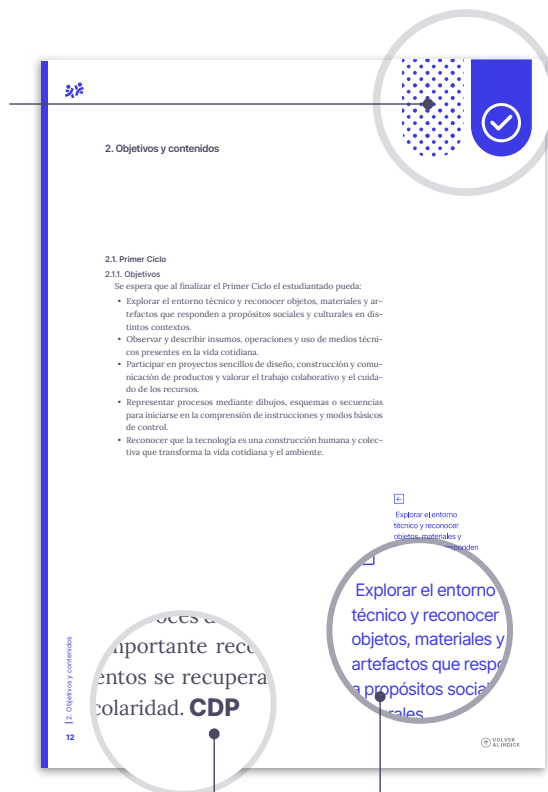 2. Objetivos y contenidos
2.1. Primer Ciclo
2.1.1. Objetivos
Se espera que al finalizar el Primer Ciclo el estudiantado pueda:
• Explorar el entorno técnico y reconocer objetos, materiales y ar-
tefactos que responden a propósitos sociales y culturales en dis-
tintos contextos.
• Observar y describir insumos, operaciones y uso de medios técni-
cos presentes en la vida cotidiana.
• Participar en proyectos sencillos de diseño, construcción y comu-
nicación de productos y valorar el trabajo colaborativo y el cuida-
do de los recursos.
• Representar procesos mediante dibujos, esquemas o secuencias
para iniciarse en la comprensión de instrucciones y modos básicos
de control.
• Reconocer que la tecnología es una construcción humana y colec-
tiva que transforma la vida cotidiana y el ambiente.
Explorar el entorno
técnico y reconocer
objetos, materiales y
Explorar el entorno
técnico y reconocer
objetos, materiales y
artefactos que
a propósitos
se recupera
CDP
2. Objetivos y contenidos
12
VOLVER
AL INDICE